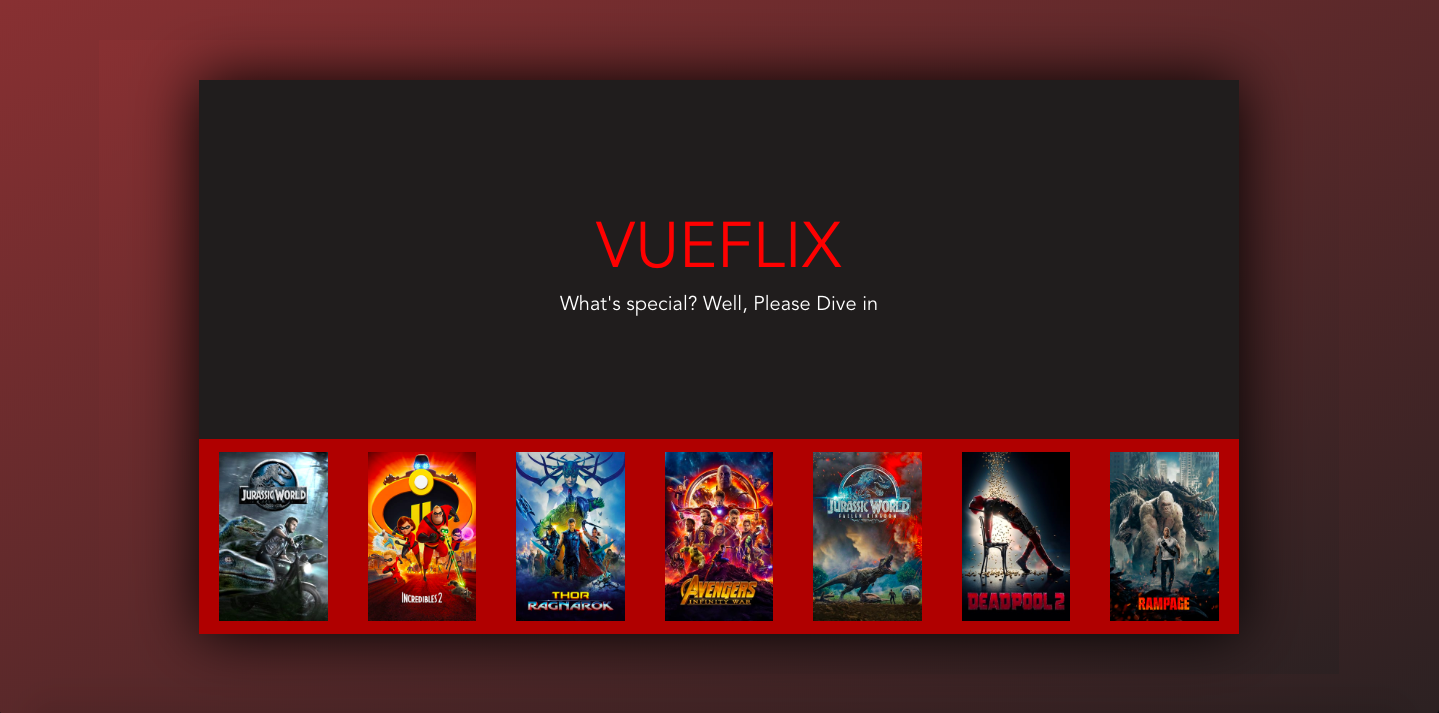 VUEFLIX
What's special? Well, Please Dive in
JURASSIC WORLD
INCREDIBLES 2
THOR
RAGNAROK
AVENGERS
INFINITY WAR
JURASSIC WORLD
FALLEN KINGDOM
DEADPOOL 2
RAMPAGE